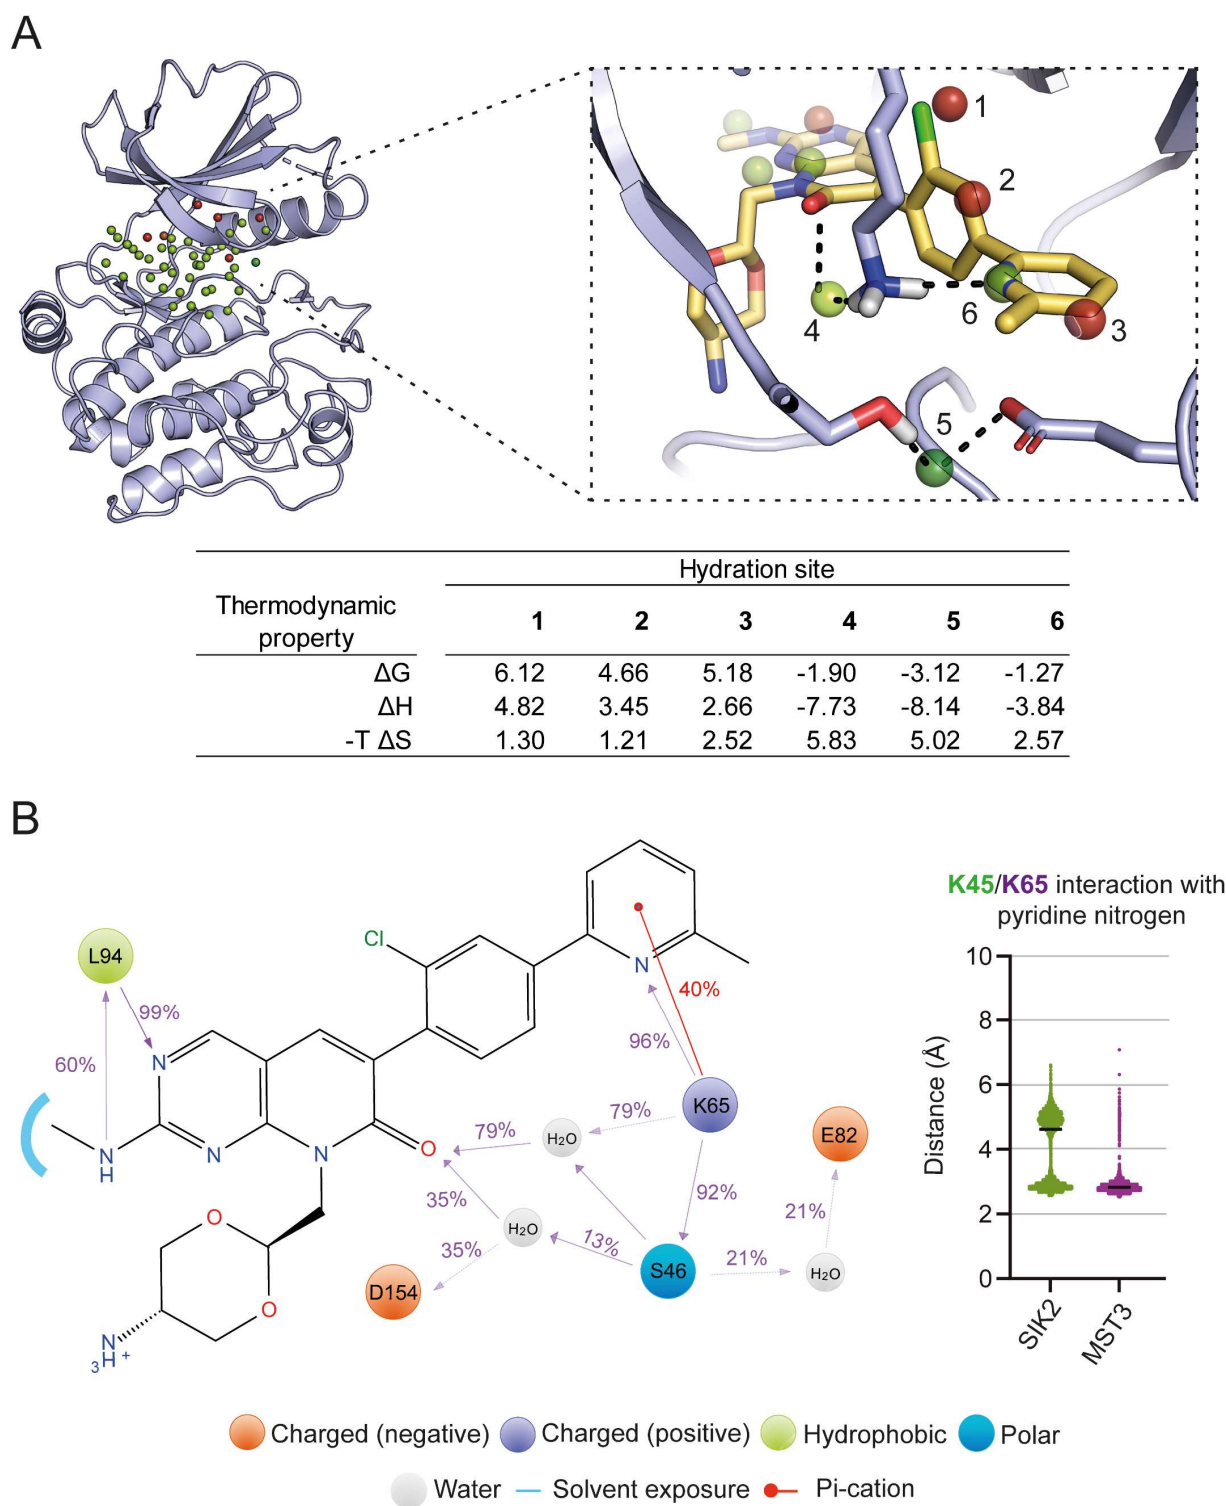 A
1
2
3
4
5
6
Hydration site
Thermodynamic
property
1 2 3 4 5 6
ΔG 6.12 4.66 5.18 -1.90 -3.12 -1.27
ΔH 4.82 3.45 2.66 -7.73 -8.14 -3.84
-T ΔS 1.30 1.21 2.52 5.83 5.02 2.57
B
L94
99%
60%
N
N
N
H
N
O
Cl
N
40%
96%
K65
79%
79%
H₂O
E82
92%
35%
H₂O
35%
13%
S46
21%
21%
H₂O
D154
O
O
N
₃H +
K45/K65 interaction with
pyridine nitrogen
Distance (Å)
10
8
6
4
2
0
SIK2
MST3
Charged (negative) Charged (positive) Hydrophobic Polar
Water Solvent exposure Pi-cation